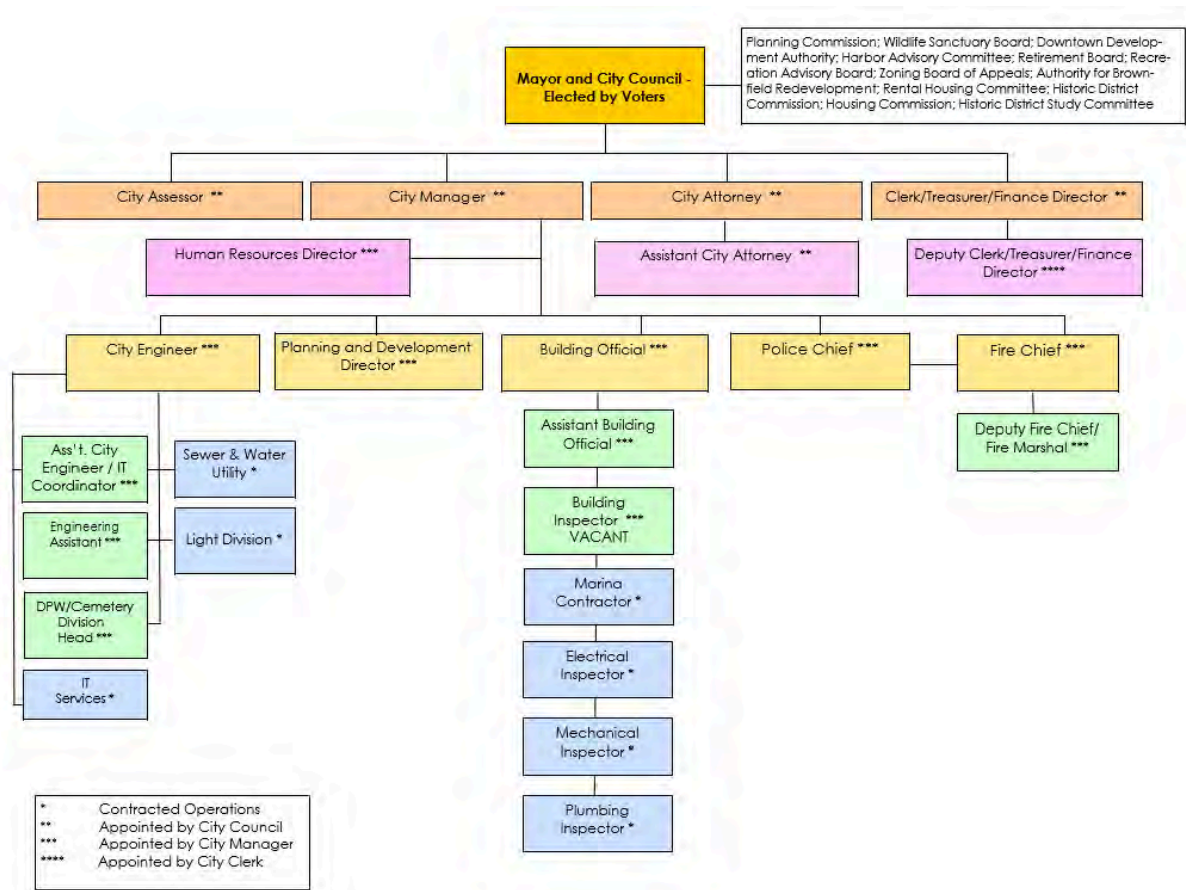 Planning Commission; Wildlife Sanctuary Board; Downtown Develop-
ment Authority; Harbor Advisory Committee; Retirement Board; Recre-
ation Advisory Board; Zoning Board of Appeals; Authority for Brown-
field Redevelopment; Rental Housing Committee; Historic District
Commission; Housing Commission; Historic District Study Committee
Mayor and City Council -
Elected by Voters
City Assessor **
City Manager **
City Attorney **
Clerk/Treasurer/Finance Director **
Human Resources Director ***
Assistant City Attorney **
Deputy Clerk/Treasurer/Finance
Director ****
City Engineer ***
Planning and Development
Director ***
Building Official ***
Police Chief ***
Fire Chief ***
Ass't. City
Engineer / IT
Coordinator ***
Sewer & Water
Utility *
Engineering
Assistant ***
Light Division *
DPW/Cemetery
Division
Head ***
IT
Services *
Assistant Building
Official ***
Building
Inspector ***
VACANT
Marina
Contractor *
Electrical
Inspector *
Mechanical
Inspector *
Plumbing
Inspector *
Deputy Fire Chief/
Fire Marshal ***
* Contracted Operations
** Appointed by City Council
*** Appointed by City Manager
**** Appointed by City Clerk